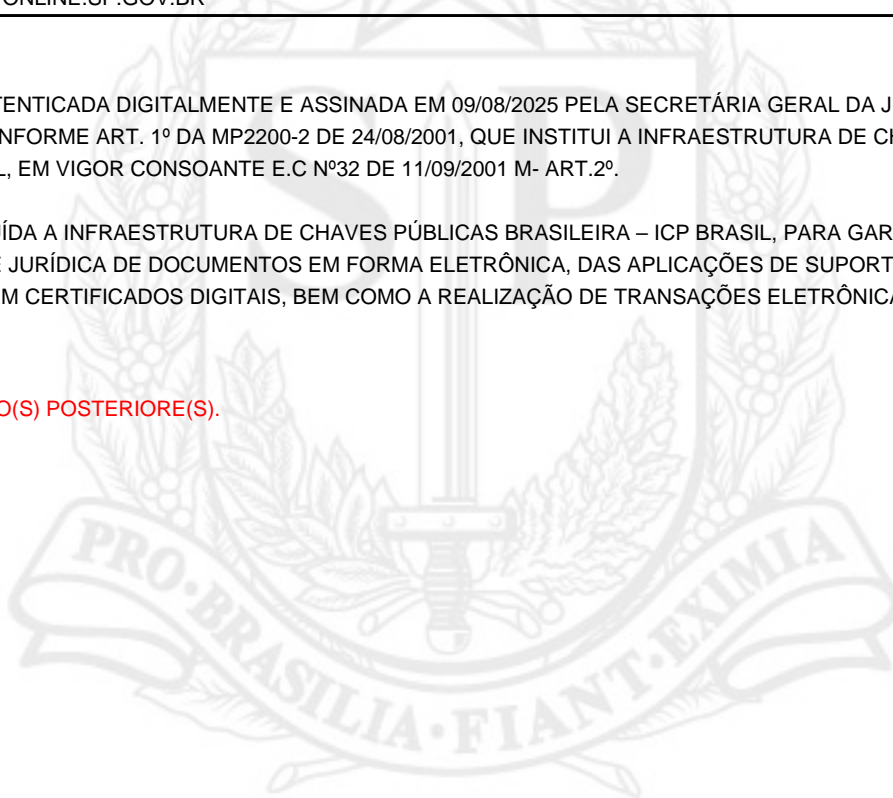 ONLINE.SP.GOV.BR
TENTICADA DIGITALMENTE E ASSINADA EM 09/08/2025 PELA SECRETÁRIA GERAL DA J
NFORME ART. 1º DA MP2200-2 DE 24/08/2001, QUE INSTITUI A INFRAESTRUTURA DE CH
L, EM VIGOR CONSOANTE E.C Nº32 DE 11/09/2001 M- ART.2º.
UÍDA A INFRAESTRUTURA DE CHAVES PÚBLICAS BRASILEIRA – ICP BRASIL, PARA GAR
E JURÍDICA DE DOCUMENTOS EM FORMA ELETRÔNICA, DAS APLICAÇÕES DE SUPORT
M CERTIFICADOS DIGITAIS, BEM COMO A REALIZAÇÃO DE TRANSAÇÕES ELETRÔNICA
O(S) POSTERIORE(S).
SP
PRO·BRASILIA·FIANT·EXIMIA